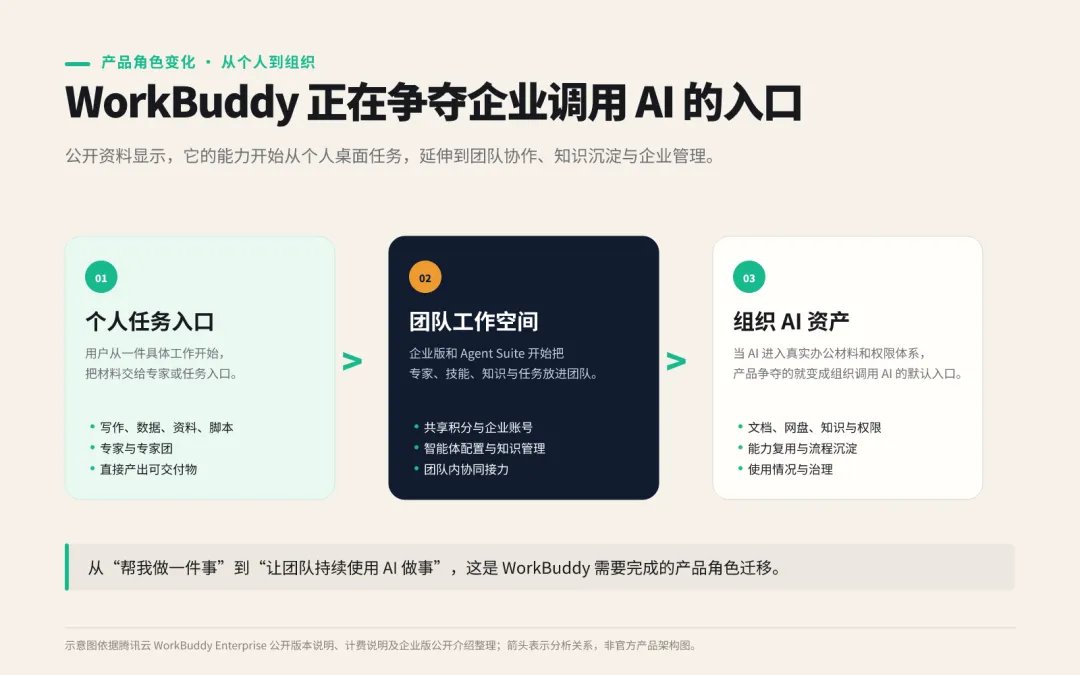 产品角色变化 · 从个人到组织
WorkBuddy 正在争夺企业调用 AI 的入口
公开资料显示，它的能力开始从个人桌面任务，延伸到团队协作、知识沉淀与企业管理。
01
个人任务入口
用户从一件具体工作开始，
把材料交给专家或任务入口。
• 写作、数据、资料、脚本
• 专家与专家团
• 直接产出可交付物
>
02
团队工作空间
企业版和 Agent Suite 开始把
专家、技能、知识与任务放进团队。
• 共享积分与企业账号
• 智能体配置与知识管理
• 团队内协同接力
>
03
组织 AI 资产
当 AI 进入真实办公材料和权限体系，
产品争夺的就变成组织调用 AI 的默认入口。
• 文档、网盘、知识与权限
• 能力复用与流程沉淀
• 使用情况与治理
从“帮我做一件事”到“让团队持续使用 AI 做事”，这是 WorkBuddy 需要完成的产品角色迁移。
示意图依据腾讯云 WorkBuddy Enterprise 公开版本说明、计费说明及企业版公开介绍整理；箭头表示分析关系，非官方产品架构图。